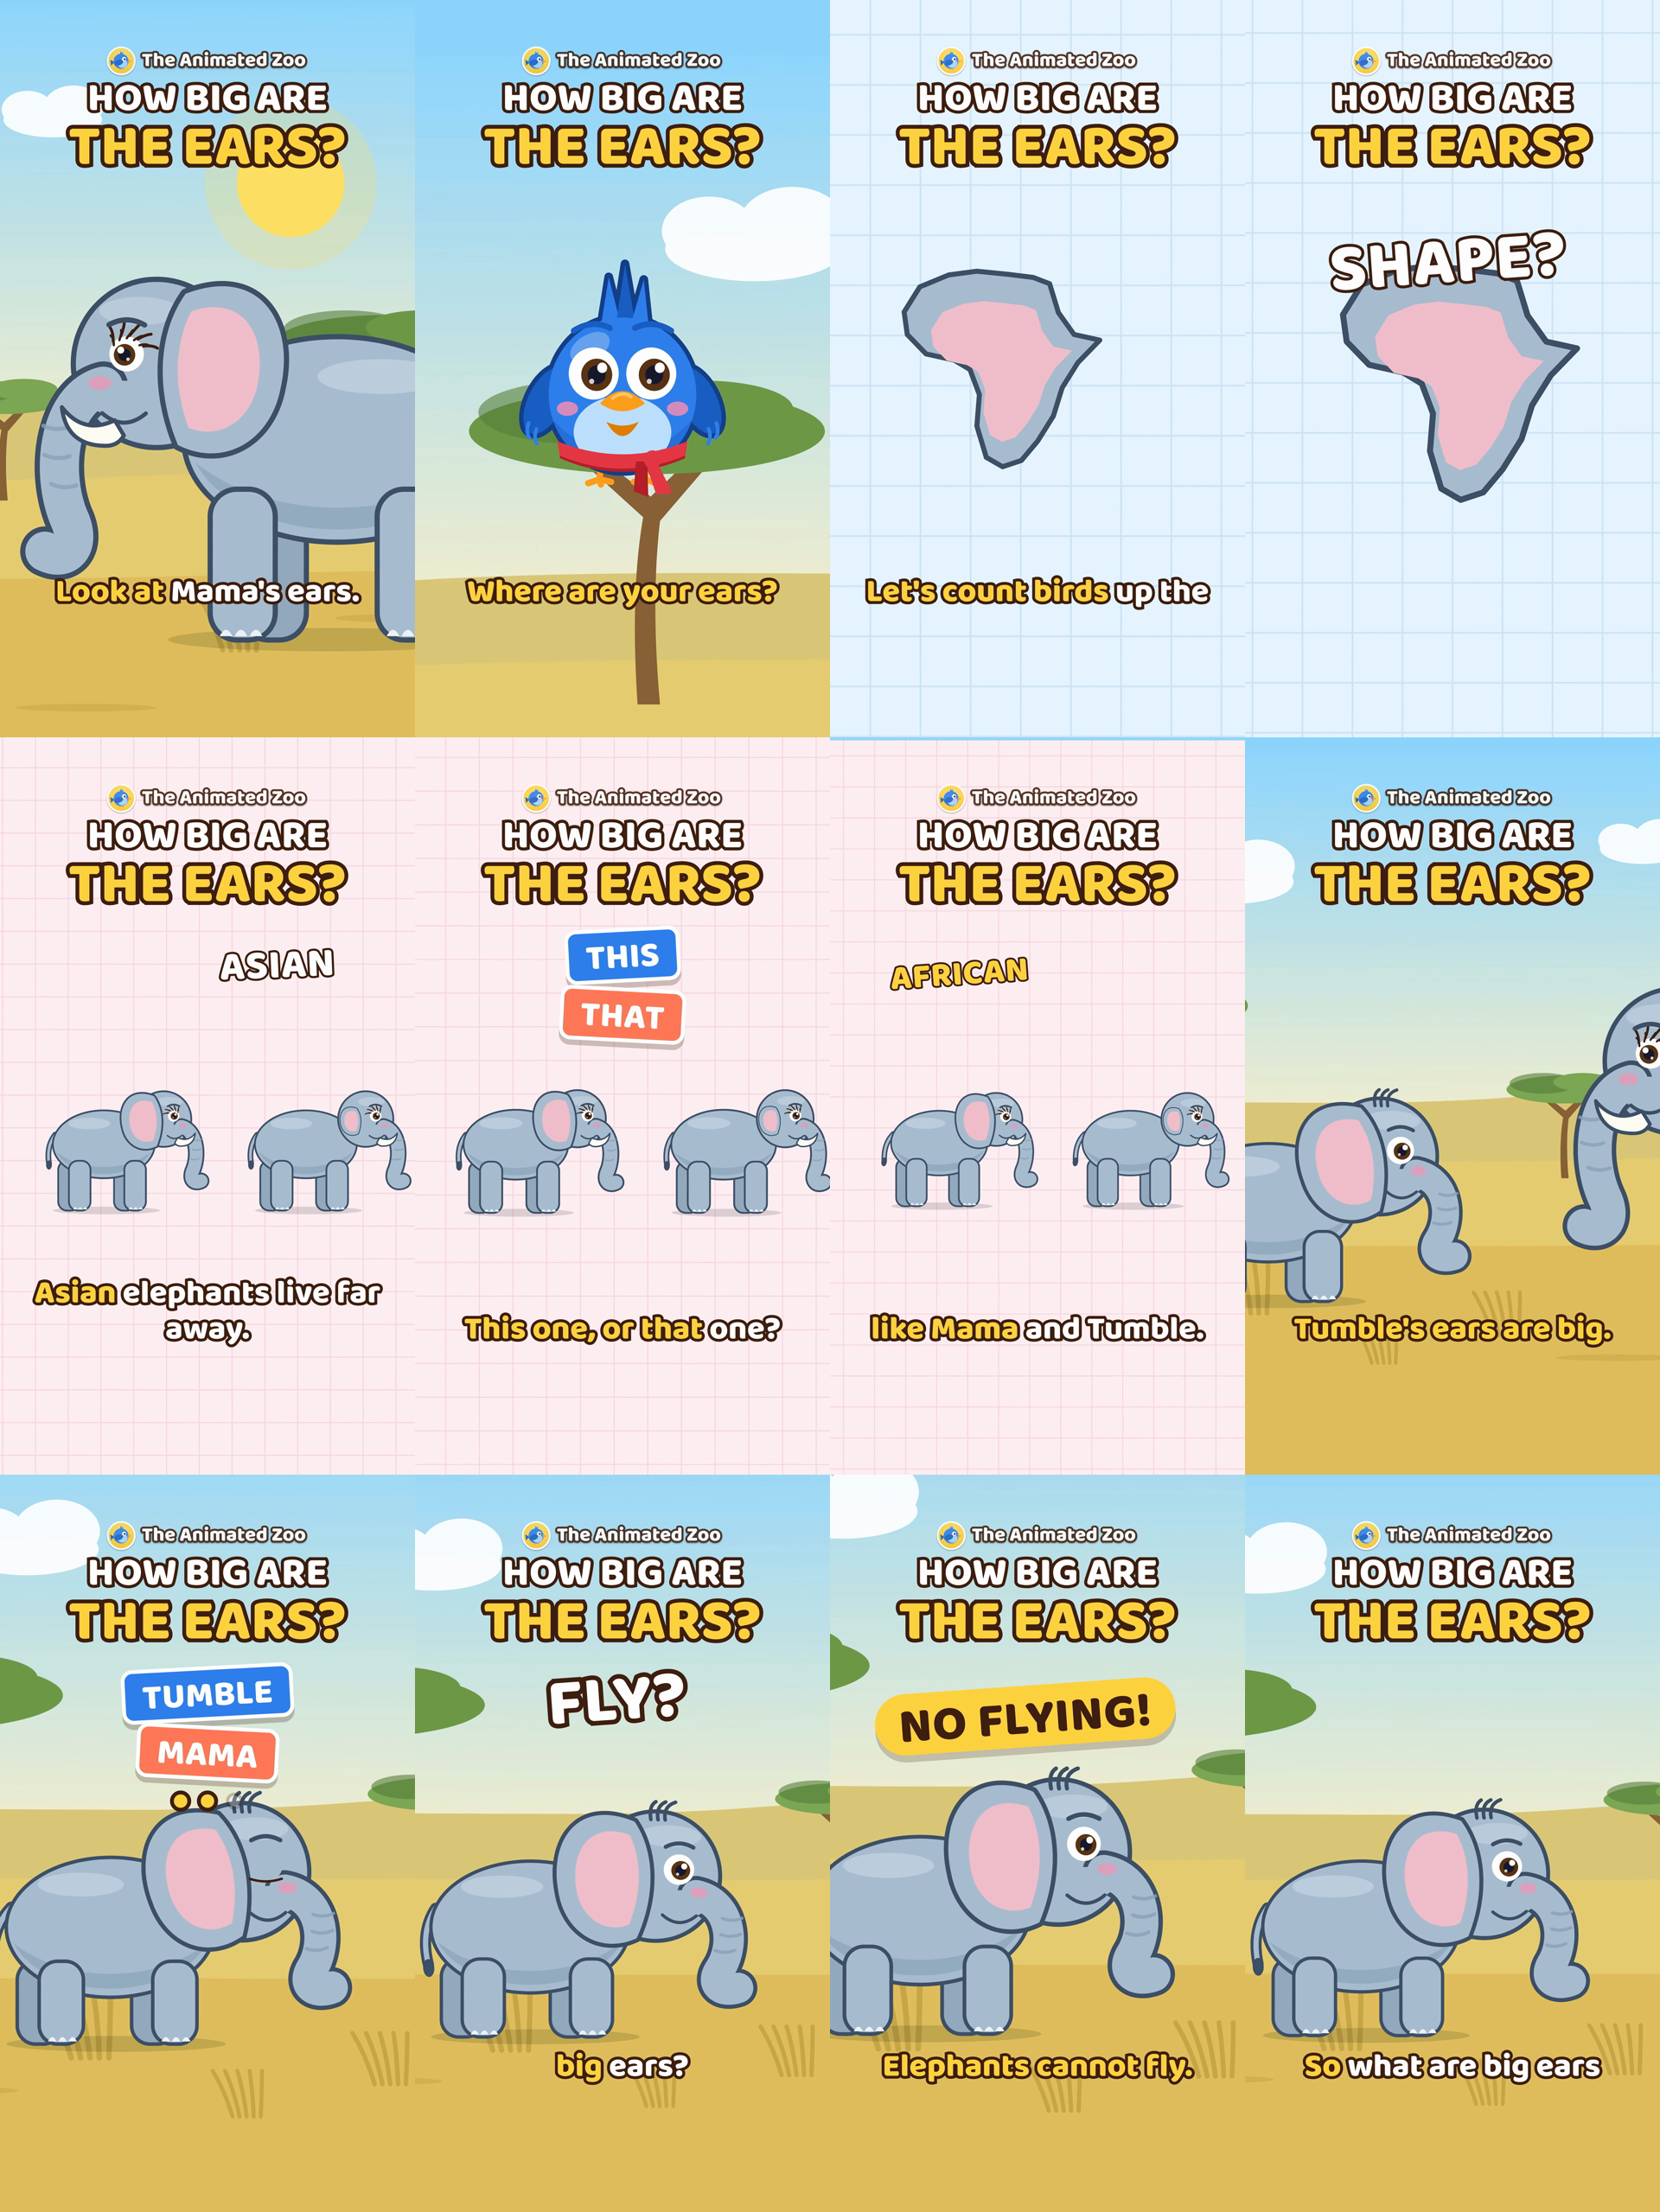 The Animated Zoo
HOW BIG ARE
THE EARS?
Look at Mama's ears.
The Animated Zoo
HOW BIG ARE
THE EARS?
Where are your ears?
The Animated Zoo
HOW BIG ARE
THE EARS?
Let's count birds up the
The Animated Zoo
HOW BIG ARE
THE EARS?
SHAPE?
The Animated Zoo
HOW BIG ARE
THE EARS?
ASIAN
Asian elephants live far
away.
The Animated Zoo
HOW BIG ARE
THE EARS?
THIS
THAT
This one, or that one?
The Animated Zoo
HOW BIG ARE
THE EARS?
AFRICAN
like Mama and Tumble.
The Animated Zoo
HOW BIG ARE
THE EARS?
Tumble's ears are big.
The Animated Zoo
HOW BIG ARE
THE EARS?
TUMBLE
MAMA
The Animated Zoo
HOW BIG ARE
THE EARS?
FLY?
big ears?
The Animated Zoo
HOW BIG ARE
THE EARS?
NO FLYING!
Elephants cannot fly.
The Animated Zoo
HOW BIG ARE
THE EARS?
So what are big ears